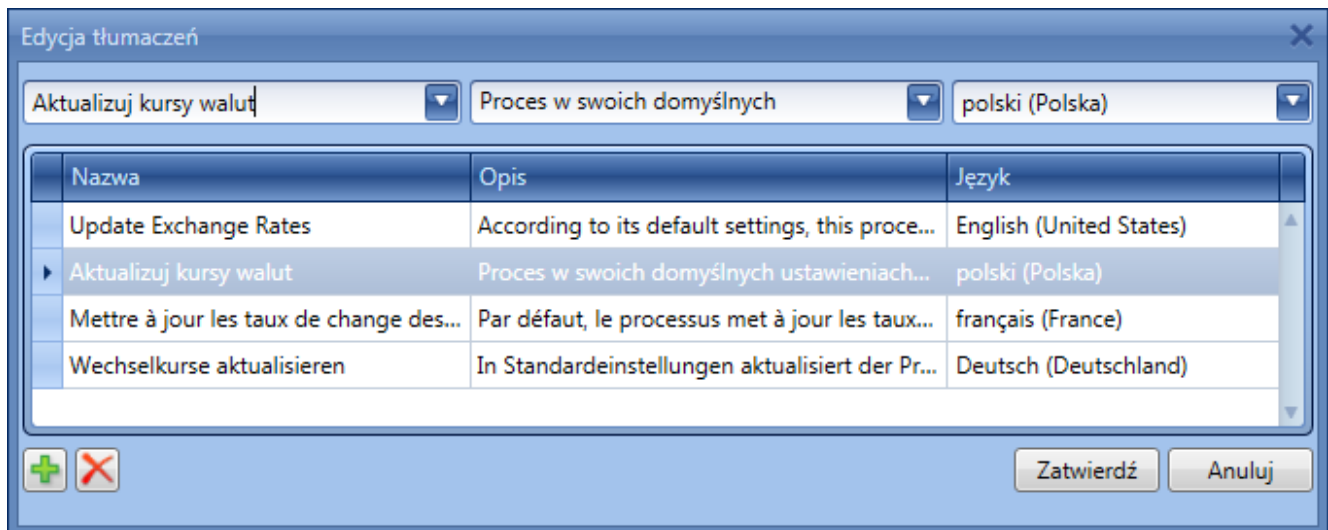 Edycja tłumaczeń
Aktualizuj kursy walut Proces w swoich domyślnych polski (Polska)
Nazwa Opis Język
Update Exchange Rates According to its default settings, this proce... English (United States)
Aktualizuj kursy walut Proces w swoich domyślnych ustawieniach... polski (Polska)
Mettre à jour les taux de change des... Par défaut, le processus met à jour les taux... français (France)
Wechselkurse aktualisieren In Standardeinstellungen aktualisiert der Pr... Deutsch (Deutschland)
Zatwierdź Anuluj